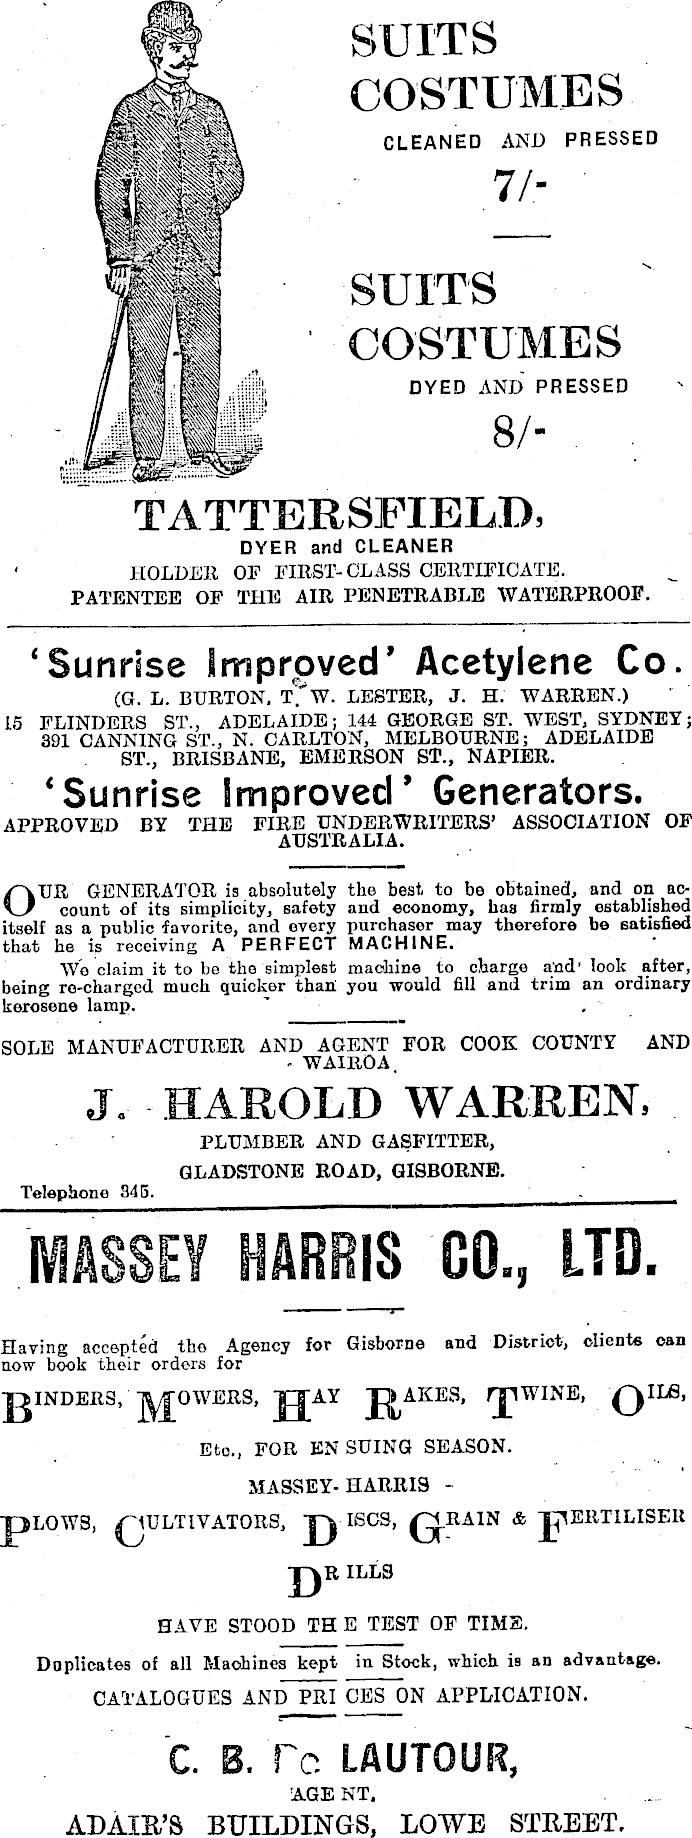 SUITS
COSTUMES
CLEANED AND PRESSED
7/-
SUITS
COSTUMES
DYED AND PRESSED
8/-
TATTERSFIELD,
DYER and CLEANER
HOLDER OF FIRST-CLASS CERTIFICATE.
PATENTEE OF THE AIR PENETRABLE WATERPROOF.
'Sunrise Improved' Acetylene Co.
(G. L. BURTON, T. W. LESTER, J. H. WARREN.)
15 FLINDERS ST., ADELAIDE; 144 GEORGE ST. WEST, SYDNEY;
391 CANNING ST., N. CARLTON, MELBOURNE; ADELAIDE
ST., BRISBANE, EMERSON ST., NAPIER.
'Sunrise Improved' Generators.
APPROVED BY THE FIRE UNDERWRITERS' ASSOCIATION OF
AUSTRALIA.
OUR GENERATOR is absolutely the best to be obtained, and on ac-
count of its simplicity, safety and economy, has firmly established
itself as a public favorite, and every purchaser may therefore be satisfied
that he is receiving A PERFECT MACHINE.
We claim it to be the simplest machine to charge and look after,
being re-charged much quicker than you would fill and trim an ordinary
kerosene lamp.
SOLE MANUFACTURER AND AGENT FOR COOK COUNTY AND
WAIROA.
J. HAROLD WARREN,
PLUMBER AND GASFITTER,
GLADSTONE ROAD, GISBORNE.
Telephone 345.
MASSEY HARRIS CO., LTD.
Having accepted the Agency for Gisborne and District, clients can
now book their orders for
BINDERS, MOWERS, HAY RAKES, TWINE, OILS,
Etc., FOR ENSUING SEASON.
MASSEY-HARRIS
PLOWS, CULTIVATORS, DISCS, GRAIN & FERTILISER
DRILLS
HAVE STOOD THE TEST OF TIME.
Duplicates of all Machines kept in Stock, which is an advantage.
CATALOGUES AND PRICES ON APPLICATION.
C. B. De LAUTOUR,
AGENT,
ADAIR'S BUILDINGS, LOWE STREET.